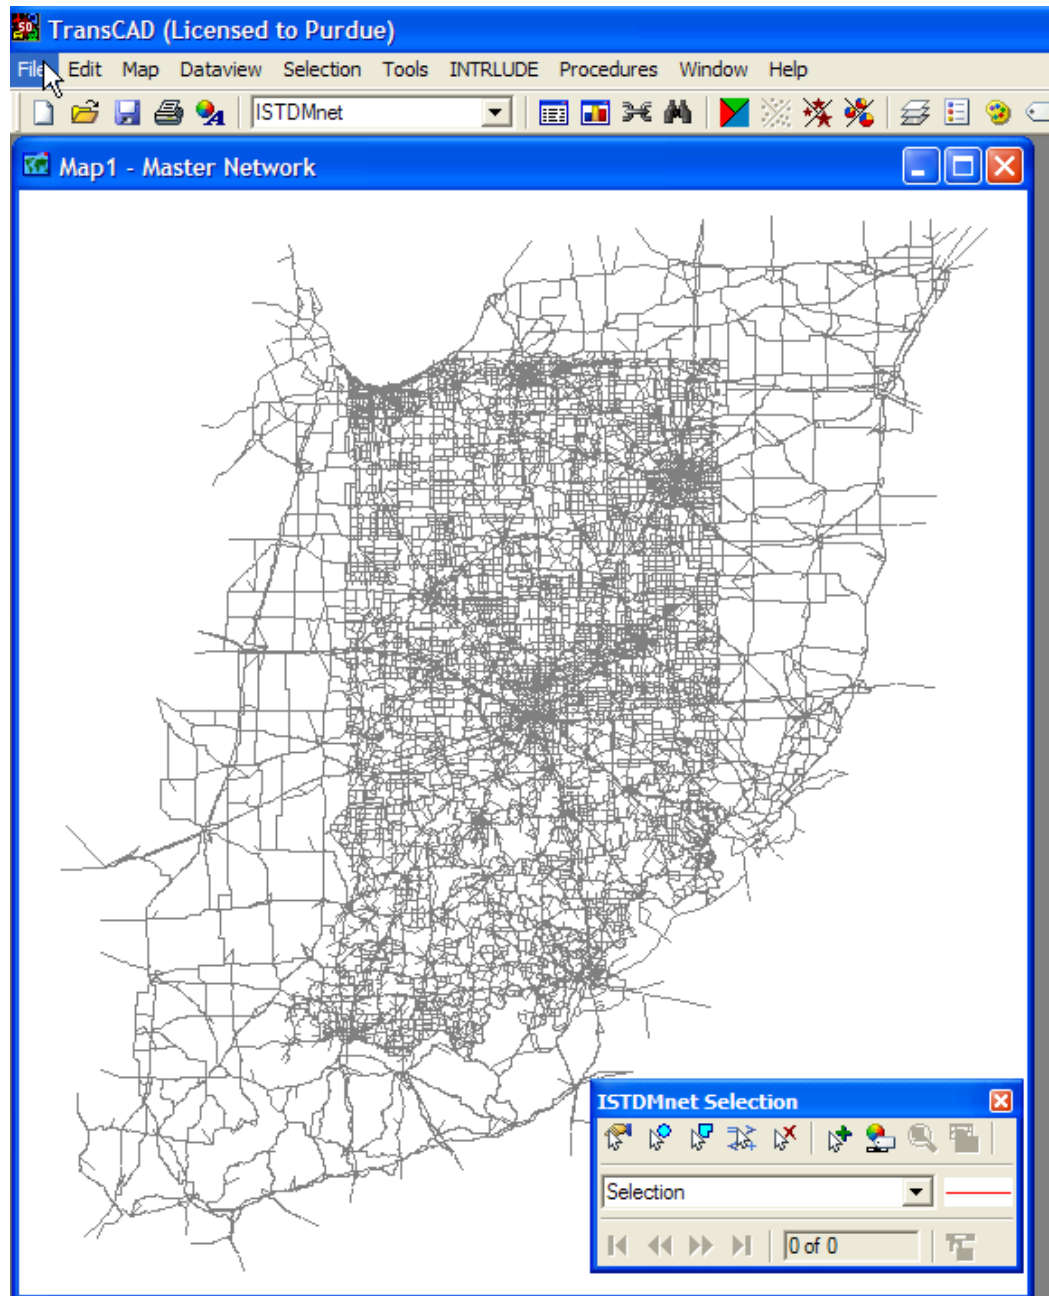 TransCAD (Licensed to Purdue)
File Edit Map Dataview Selection Tools INTRLUDE Procedures Window Help
ISTDMnet
Map1 - Master Network
ISTDMnet Selection
Selection
0 of 0